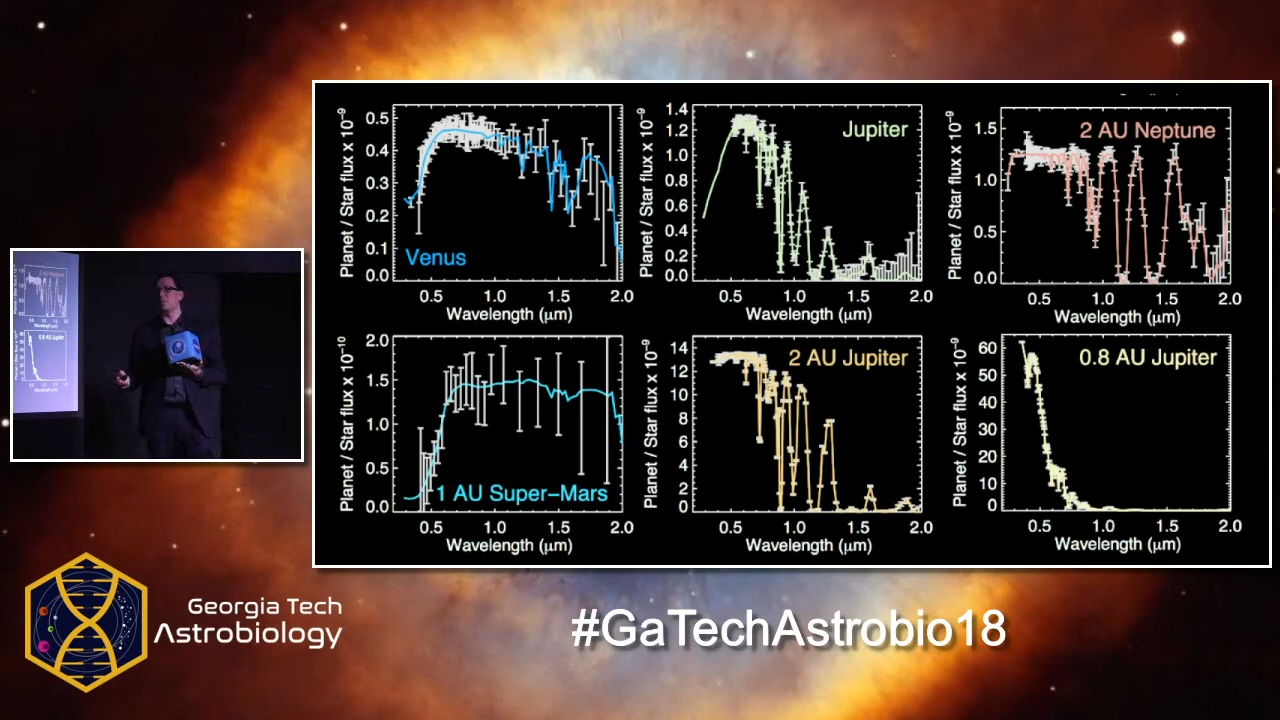 Planet / Star flux x 10⁻⁹
0.5
0.4
0.3
0.2
0.1
0.0
Venus
0.5 1.0 1.5 2.0
Wavelength (μm)
Planet / Star flux x 10⁻⁹
1.4
1.2
1.0
0.8
0.6
0.4
0.2
0.0
Jupiter
0.5 1.0 1.5 2.0
Wavelength (μm)
Planet / Star flux x 10⁻⁹
1.5
1.0
0.5
0.0
2 AU Neptune
0.5 1.0 1.5 2.0
Wavelength (μm)
Planet / Star flux x 10⁻¹⁰
2.0
1.5
1.0
0.5
0.0
1 AU Super-Mars
0.5 1.0 1.5 2.0
Wavelength (μm)
Planet / Star flux x 10⁻⁹
14
12
10
8
6
4
2
0
2 AU Jupiter
0.5 1.0 1.5 2.0
Wavelength (μm)
Planet / Star flux x 10⁻⁹
60
50
40
30
20
10
0
0.8 AU Jupiter
0.5 1.0 1.5 2.0
Wavelength (μm)
2 AU Neptune
0.8 AU Jupiter
Georgia Tech
Astrobiology
#GaTechAstrobio18